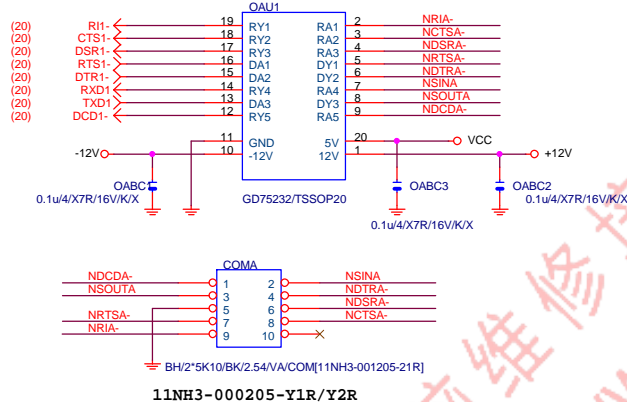 OAU1
(20) RI1- 19 RY1 RA1 2 NRIA-
(20) CTS1- 18 RY2 RA2 3 NCTSA-
(20) DSR1- 17 RY3 RA3 4 NDSRA-
(20) RTS1- 16 DA1 DY1 5 NRTSA-
(20) DTR1- 15 DA2 DY2 6 NDTRA-
(20) RXD1 14 RY4 RA4 7 NSINA
(20) TXD1 13 DA3 DY3 8 NSOUTA
(20) DCD1- 12 RY5 RA5 9 NDCDA-
11 GND 5V 20 VCC
-12V 10 -12V 12V 1 +12V
OABC1 OABC3 OABC2
0.1u/4/X7R/16V/K/X GD75232/TSSOP20 0.1u/4/X7R/16V/K/X
0.1u/4/X7R/16V/K/X
COMA
NDCDA- 1 2 NSINA
NSOUTA 3 4 NDTRA-
5 6 NDSRA-
NRTSA- 7 8 NCTSA-
NRIA- 9 10
BH/2*5K10/BK/2.54/VA/COM[11NH3-001205-21R]
11NH3-000205-Y1R/Y2R